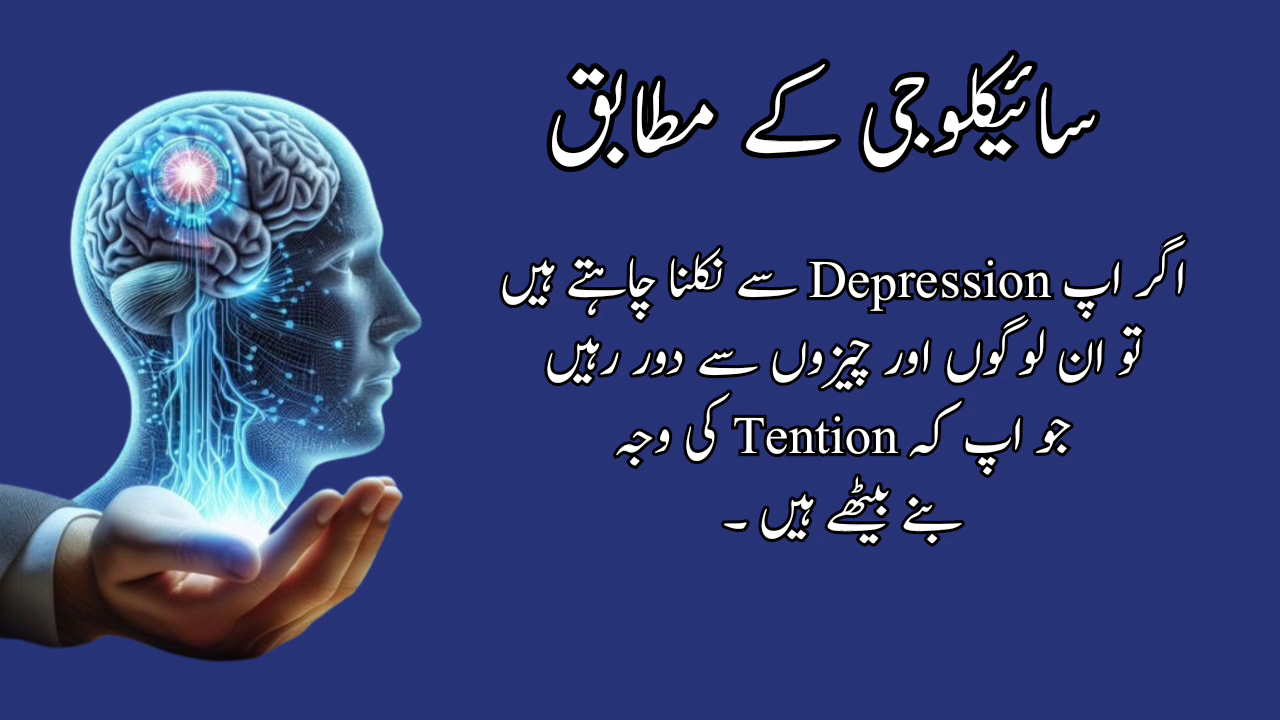 سائیکلوجی کے مطابق
اگر اپ Depression سے نکلنا چاہتے ہیں
تو ان لوگوں اور چیزوں سے دور رہیں
جو اپ کہ Tention کی وجہ
بنے بیٹھے ہیں ۔